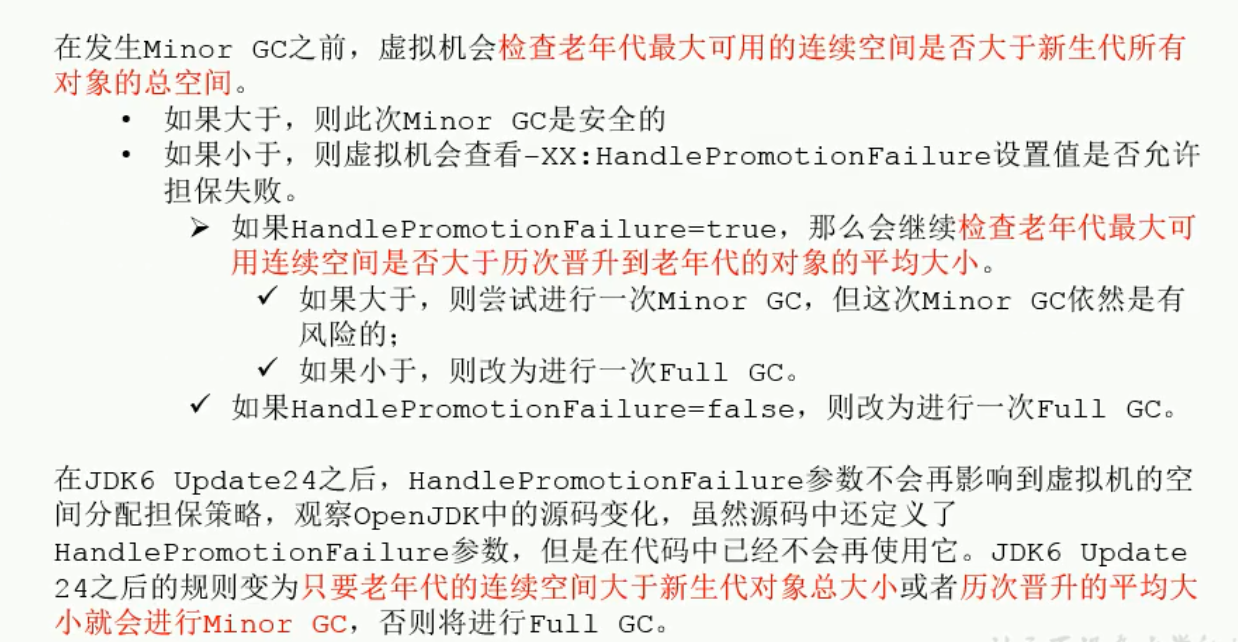 在发生Minor GC之前，虚拟机会检查老年代最大可用的连续空间是否大于新生代所有
对象的总空间。
• 如果大于，则此次Minor GC是安全的
• 如果小于，则虚拟机会查看-XX:HandlePromotionFailure设置值是否允许
担保失败。
➢ 如果HandlePromotionFailure=true，那么会继续检查老年代最大可
用连续空间是否大于历次晋升到老年代的对象的平均大小。
✓ 如果大于，则尝试进行一次Minor GC，但这次Minor GC依然是有
风险的；
✓ 如果小于，则改为进行一次Full GC。
✓ 如果HandlePromotionFailure=false，则改为进行一次Full GC。
在JDK6 Update24之后，HandlePromotionFailure参数不会再影响到虚拟机的空
间分配担保策略，观察OpenJDK中的源码变化，虽然源码中还定义了
HandlePromotionFailure参数，但是在代码中已经不会再使用它。JDK6 Update
24之后的规则变为只要老年代的连续空间大于新生代对象总大小或者历次晋升的平均大
小就会进行Minor GC，否则将进行Full GC。